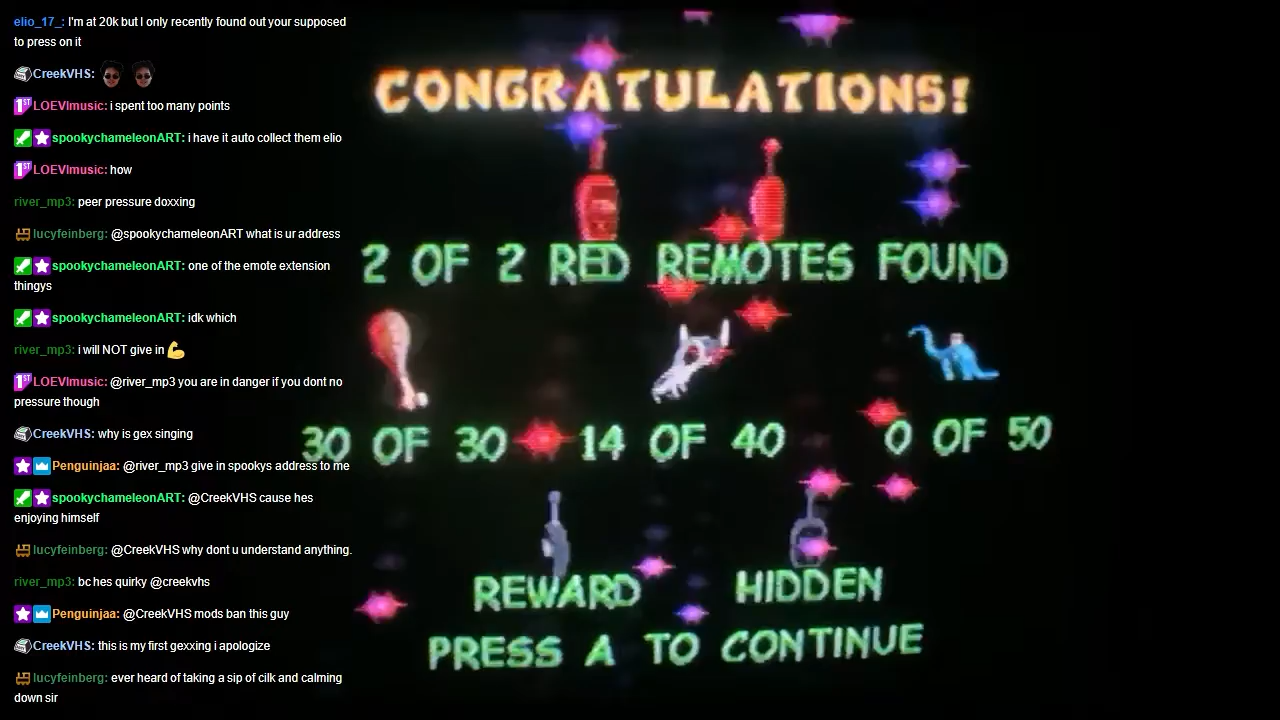 elio_17_: I'm at 20k but I only recently found out your supposed
to press on it
CreekVHS:
LOEVImusic: i spent too many points
spookychameleonART: i have it auto collect them elio
LOEVImusic: how
river_mp3: peer pressure doxxing
lucyfeinberg: @spookychameleonART what is ur address
spookychameleonART: one of the emote extension
thingys
spookychameleonART: idk which
river_mp3: i will NOT give in 💪
LOEVImusic: @river_mp3 you are in danger if you dont no
pressure though
CreekVHS: why is gex singing
Penguinjaa: @river_mp3 give in spookys address to me
spookychameleonART: @CreekVHS cause hes
enjoying himself
lucyfeinberg: @CreekVHS why dont u understand anything.
river_mp3: bc hes quirky @creekvhs
Penguinjaa: @CreekVHS mods ban this guy
CreekVHS: this is my first gexxing i apologize
lucyfeinberg: ever heard of taking a sip of cilk and calming
down sir
CONGRATULATIONS!
2 OF 2 RED REMOTES FOUND
30 OF 30 14 OF 40 0 OF 50
REWARD HIDDEN
PRESS A TO CONTINUE